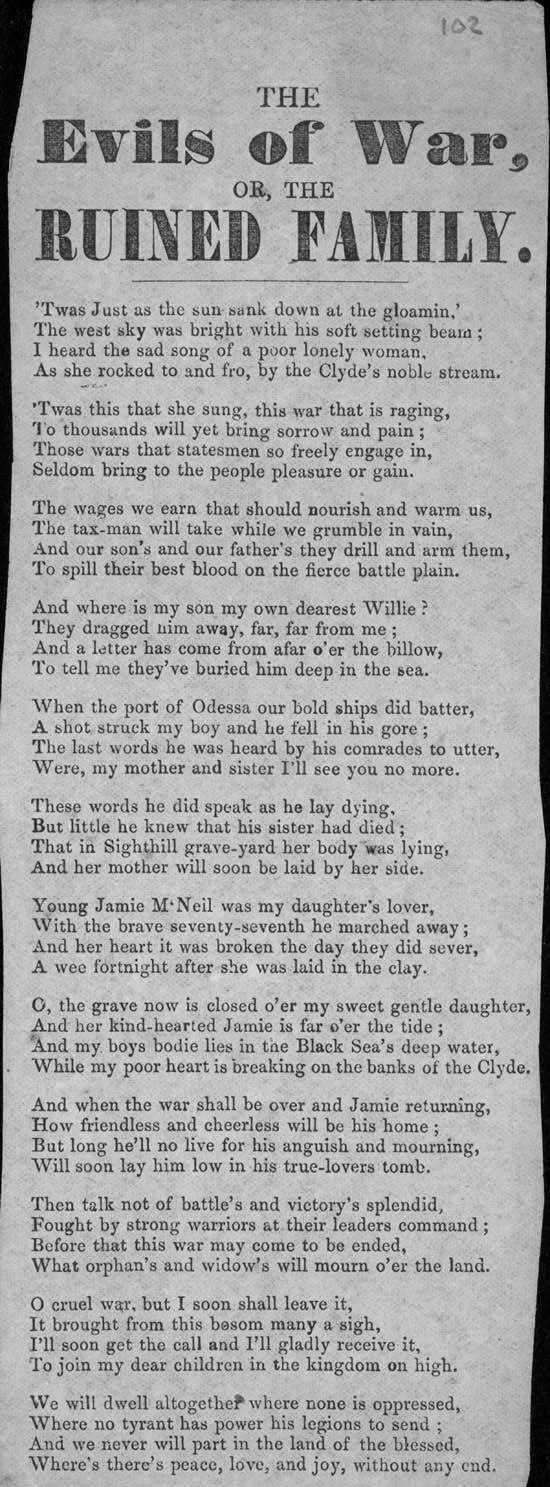 102
THE
Evils of War,
OR, THE
RUINED FAMILY.
'Twas Just as the sun sank down at the gloamin,'
The west sky was bright with his soft setting beam ;
I heard the sad song of a poor lonely woman,
As she rocked to and fro, by the Clyde's noble stream.
'Twas this that she sung, this war that is raging,
To thousands will yet bring sorrow and pain ;
Those wars that statesmen so freely engage in,
Seldom bring to the people pleasure or gain.
The wages we earn that should nourish and warm us,
The tax-man will take while we grumble in vain,
And our son's and our father's they drill and arm them,
To spill their best blood on the fierce battle plain.
And where is my son my own dearest Willie ?
They dragged him away, far, far from me ;
And a letter has come from afar o'er the billow,
To tell me they've buried him deep in the sea.
When the port of Odessa our bold ships did batter,
A shot struck my boy and he fell in his gore ;
The last words he was heard by his comrades to utter,
Were, my mother and sister I'll see you no more.
These words he did speak as he lay dying,
But little he knew that his sister had died ;
That in Sighthill grave-yard her body was lying,
And her mother will soon be laid by her side.
Young Jamie M'Neil was my daughter's lover,
With the brave seventy-seventh he marched away ;
And her heart it was broken the day they did sever,
A wee fortnight after she was laid in the clay.
O, the grave now is closed o'er my sweet gentle daughter,
And her kind-hearted Jamie is far o'er the tide ;
And my boys bodie lies in the Black Sea's deep water,
While my poor heart is breaking on the banks of the Clyde.
And when the war shall be over and Jamie returning,
How friendless and cheerless will be his home ;
But long he'll no live for his anguish and mourning,
Will soon lay him low in his true-lovers tomb.
Then talk not of battle's and victory's splendid,
Fought by strong warriors at their leaders command ;
Before that this war may come to be ended,
What orphan's and widow's will mourn o'er the land.
O cruel war, but I soon shall leave it,
It brought from this bosom many a sigh,
I'll soon get the call and I'll gladly receive it,
To join my dear children in the kingdom on high.
We will dwell altogether where none is oppressed,
Where no tyrant has power his legions to send ;
And we never will part in the land of the blessed,
Where's there's peace, love, and joy, without any end.